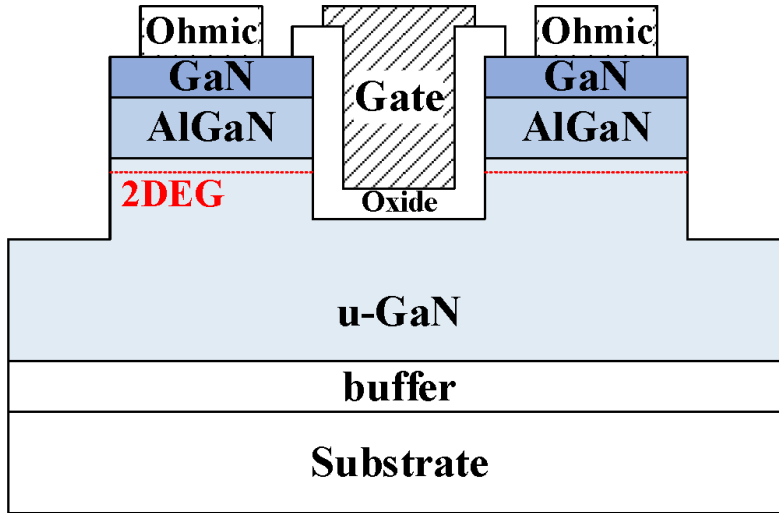 Ohmic
Ohmic
GaN
Gate
GaN
AlGaN
AlGaN
2DEG
Oxide
u-GaN
buffer
Substrate